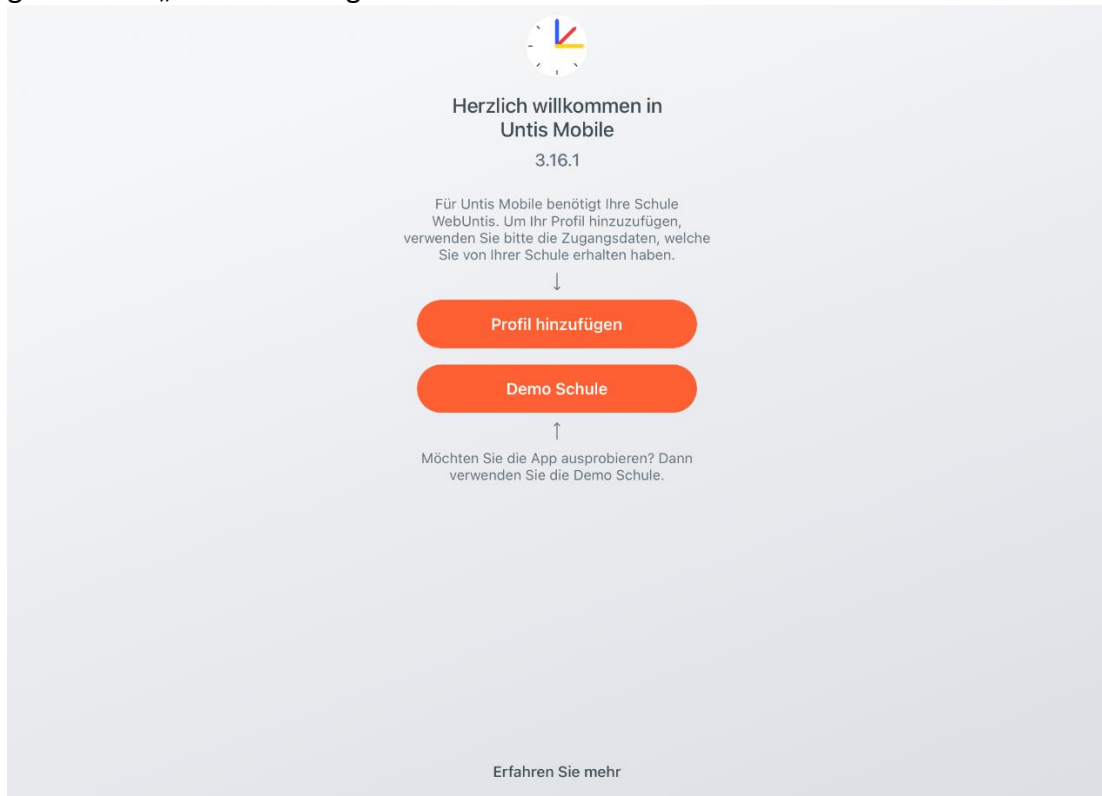 Herzlich willkommen in
Untis Mobile
3.16.1
Für Untis Mobile benötigt Ihre Schule
WebUntis. Um Ihr Profil hinzuzufügen,
verwenden Sie bitte die Zugangsdaten, welche
Sie von Ihrer Schule erhalten haben.
↓
Profil hinzufügen
Demo Schule
↑
Möchten Sie die App ausprobieren? Dann
verwenden Sie die Demo Schule.
Erfahren Sie mehr